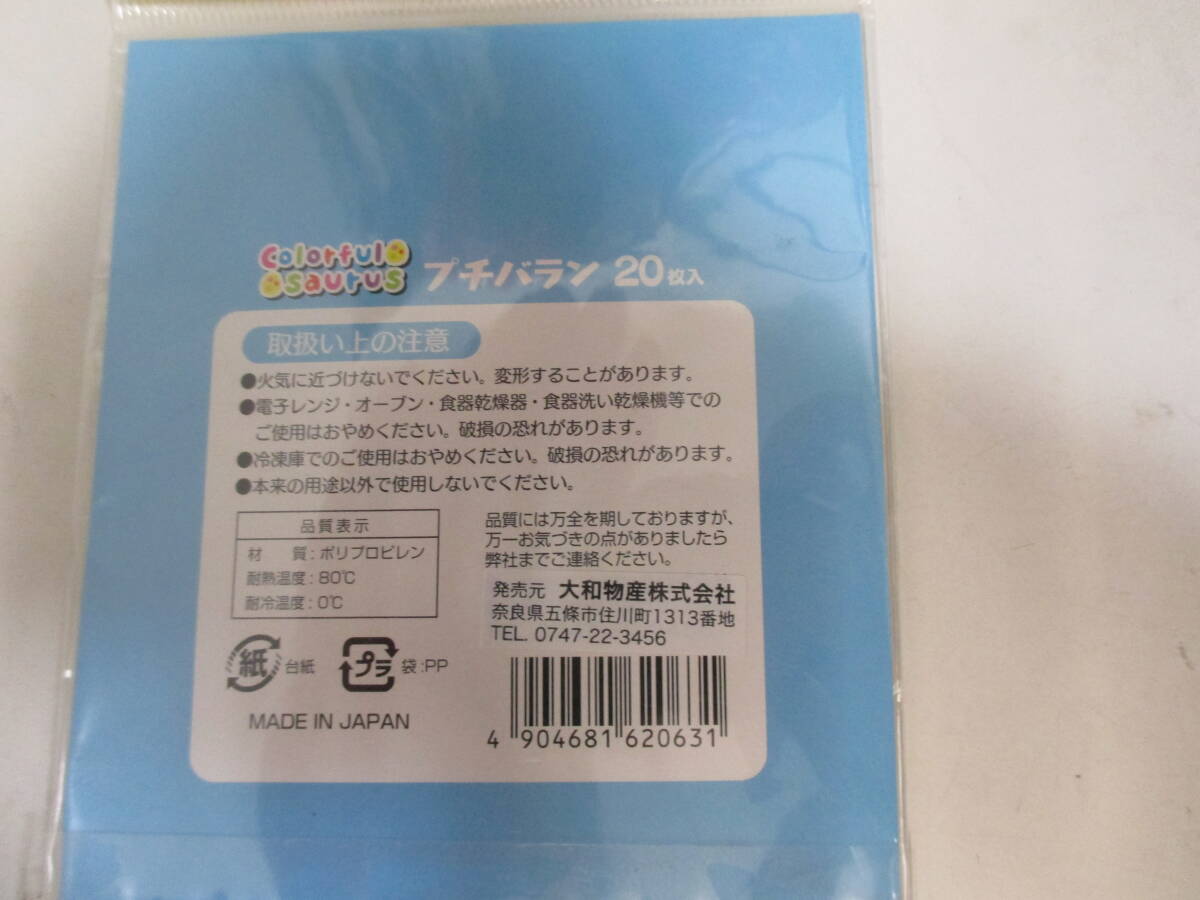 Colorful
saurus
プチバラン 20枚入
取扱い上の注意
●火気に近づけないでください。変形することがあります。
●電子レンジ・オーブン・食器乾燥器・食器洗い乾燥機等での
ご使用はおやめください。破損の恐れがあります。
●冷凍庫でのご使用はおやめください。破損の恐れがあります。
●本来の用途以外で使用しないでください。
品質表示
材　質：ポリプロピレン
耐熱温度：80℃
耐冷温度：0℃
品質には万全を期しておりますが、
万一お気づきの点がありましたら
弊社までご連絡ください。
発売元 大和物産株式会社
奈良県五條市住川町1313番地
TEL. 0747-22-3456
紙 台紙 プラ 袋:PP
MADE IN JAPAN
4 904681 620631